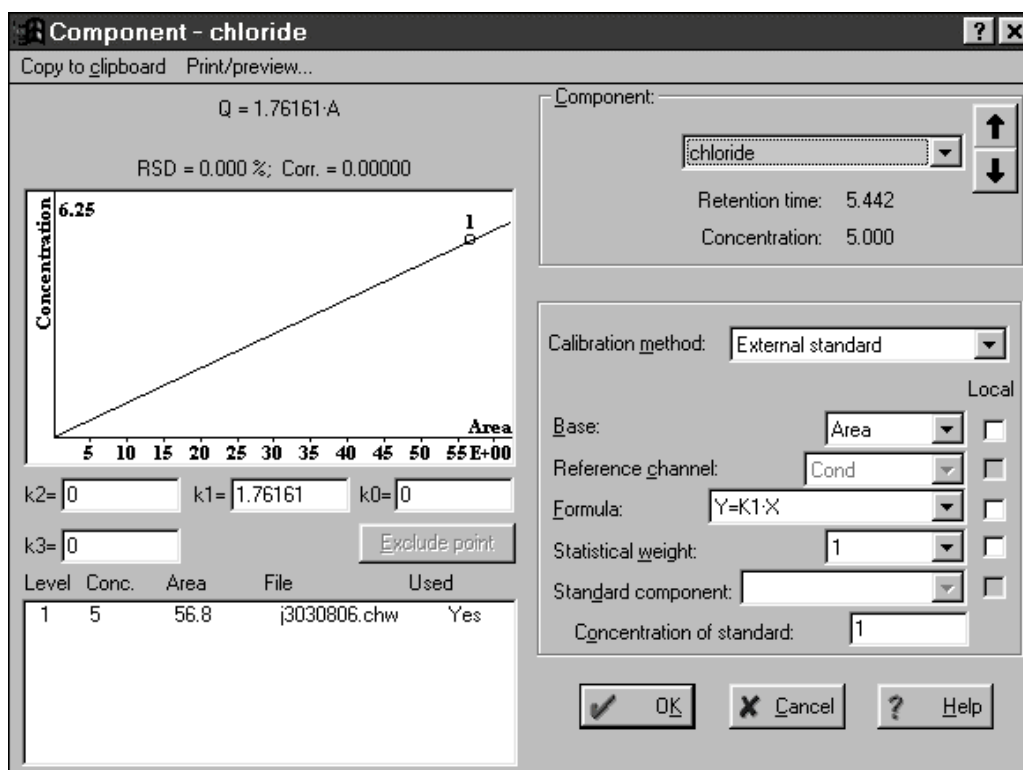 Component - chloride
Copy to clipboard Print/preview...
Q = 1.76161·A
RSD = 0.000 %; Corr. = 0.00000
Concentration
6.25
1
Area
5 10 15 20 25 30 35 40 45 50 55 E+00
k2= 0 k1= 1.76161 k0= 0
k3= 0 Exclude point
Level Conc. Area File Used
1 5 56.8 j3030806.chw Yes
Component:
chloride
Retention time: 5.442
Concentration: 5.000
Calibration method: External standard
Local
Base: Area
Reference channel: Cond
Formula: Y=K1·X
Statistical weight: 1
Standard component:
Concentration of standard: 1
OK Cancel ? Help